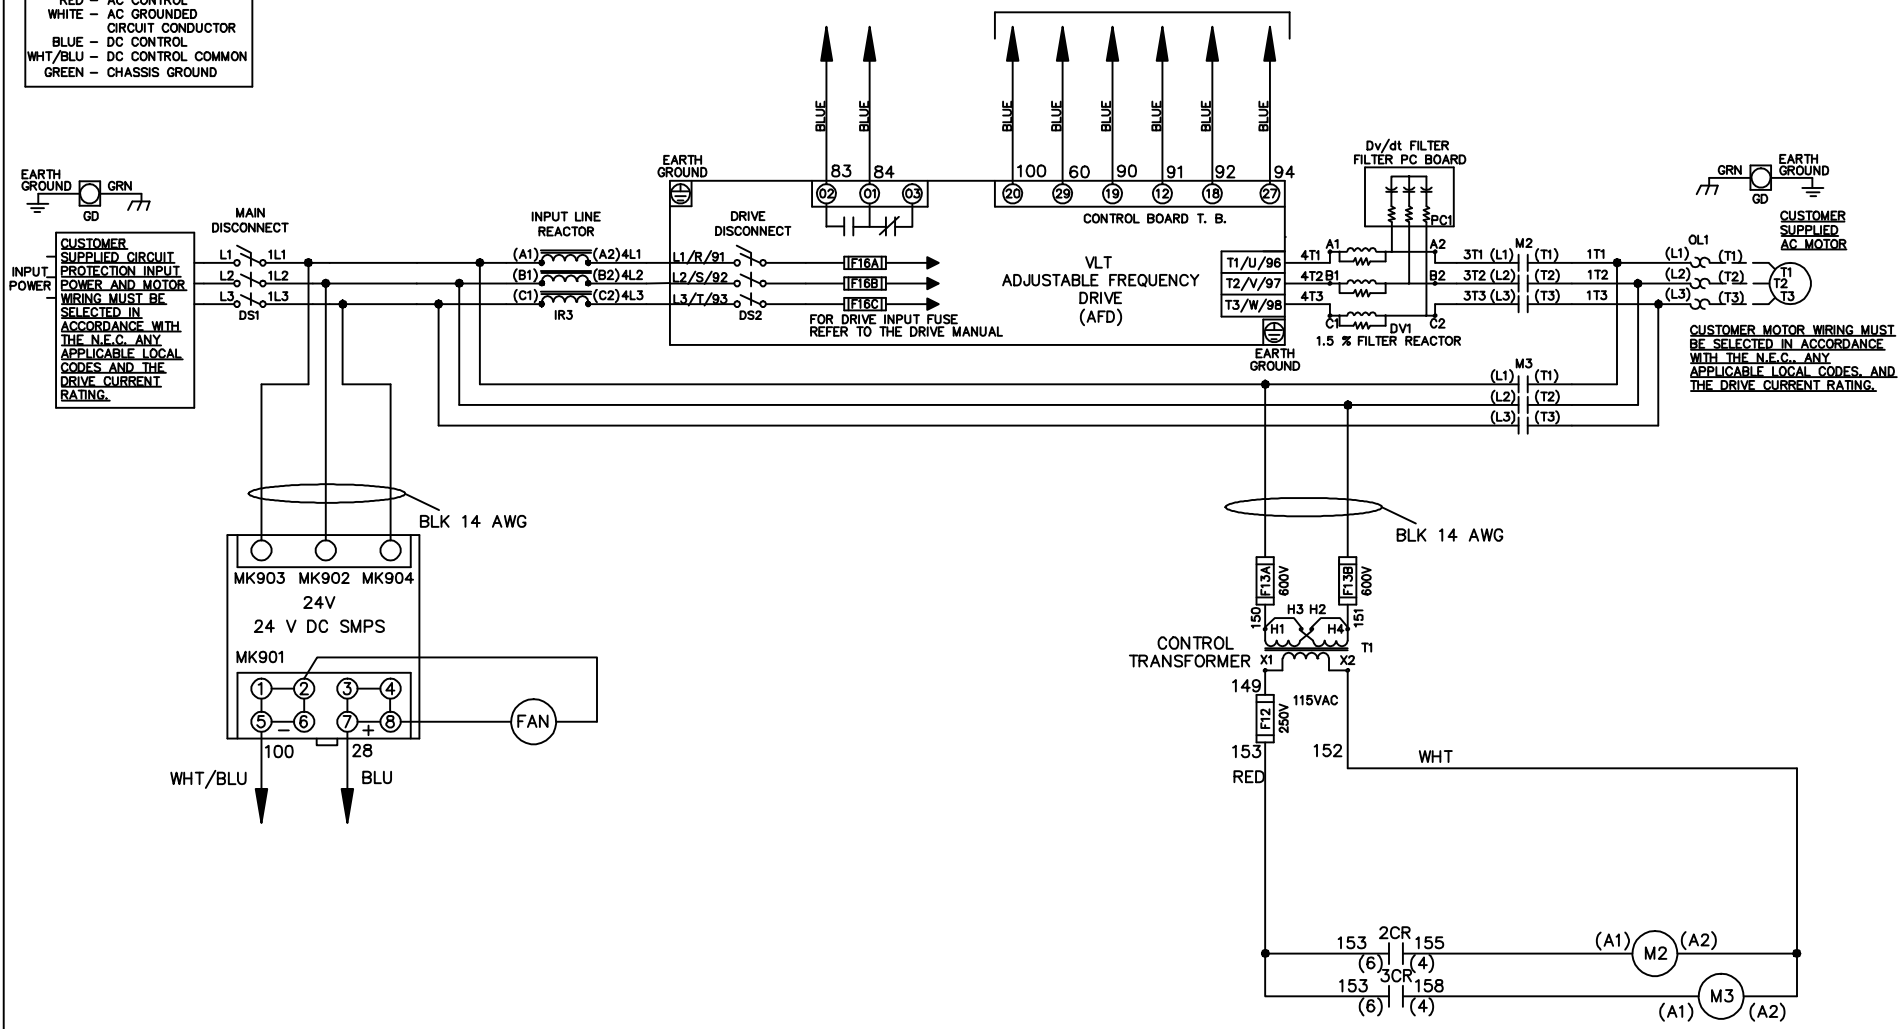 RED – AC CONTROL
WHITE – AC GROUNDED
CIRCUIT CONDUCTOR
BLUE – DC CONTROL
WHT/BLU – DC CONTROL COMMON
GREEN – CHASSIS GROUND
BLUE
BLUE
BLUE
BLUE
BLUE
BLUE
BLUE
BLUE
EARTH
GROUND
GRN
GD
MAIN
DISCONNECT
INPUT LINE
REACTOR
EARTH
GROUND
DRIVE
DISCONNECT
83 84
02 01 03
100 60 90 91 92 94
20 29 19 12 18 27
CONTROL BOARD T. B.
Dv/dt FILTER
FILTER PC BOARD
PC1
GRN
EARTH
GROUND
GD
CUSTOMER
SUPPLIED
AC MOTOR
INPUT
POWER
CUSTOMER
SUPPLIED CIRCUIT
PROTECTION INPUT
POWER AND MOTOR
WIRING MUST BE
SELECTED IN
ACCORDANCE WITH
THE N.E.C. ANY
APPLICABLE LOCAL
CODES AND THE
DRIVE CURRENT
RATING.
L1 1L1
L2 1L2
L3 1L3
DS1
(A1) (A2) 4L1
(B1) (B2) 4L2
(C1) (C2) 4L3
IR3
L1/R/91
L2/S/92
L3/T/93
DS2
F16A
F16B
F16C
FOR DRIVE INPUT FUSE
REFER TO THE DRIVE MANUAL
VLT
ADJUSTABLE FREQUENCY
DRIVE
(AFD)
T1/U/96
T2/V/97
T3/W/98
EARTH
GROUND
4T1 A1 A2
4T2 B1 B2
4T3 C1 C2
DV1
1.5 % FILTER REACTOR
M2
3T1 (L1) (T1) 1T1
3T2 (L2) (T2) 1T2
3T3 (L3) (T3) 1T3
OL1
(L1) (T1)
(L2) (T2)
(L3) (T3)
T1
T2
T3
CUSTOMER MOTOR WIRING MUST
BE SELECTED IN ACCORDANCE
WITH THE N.E.C., ANY
APPLICABLE LOCAL CODES, AND
THE DRIVE CURRENT RATING.
M3
(L1) (T1)
(L2) (T2)
(L3) (T3)
BLK 14 AWG
BLK 14 AWG
MK903 MK902 MK904
24V
24 V DC SMPS
MK901
1 2 3 4
5 6 7 8
– +
FAN
100 28
WHT/BLU BLU
F13A 600V
F13B 600V
150 151
H3 H2
H1 H4
T1
CONTROL
TRANSFORMER
X1 X2
149
115VAC
F12 250V
153 152
RED
WHT
2CR
153 155
(6) (4)
(A1) M2 (A2)
3CR
153 158
(6) (4)
(A1) M3 (A2)